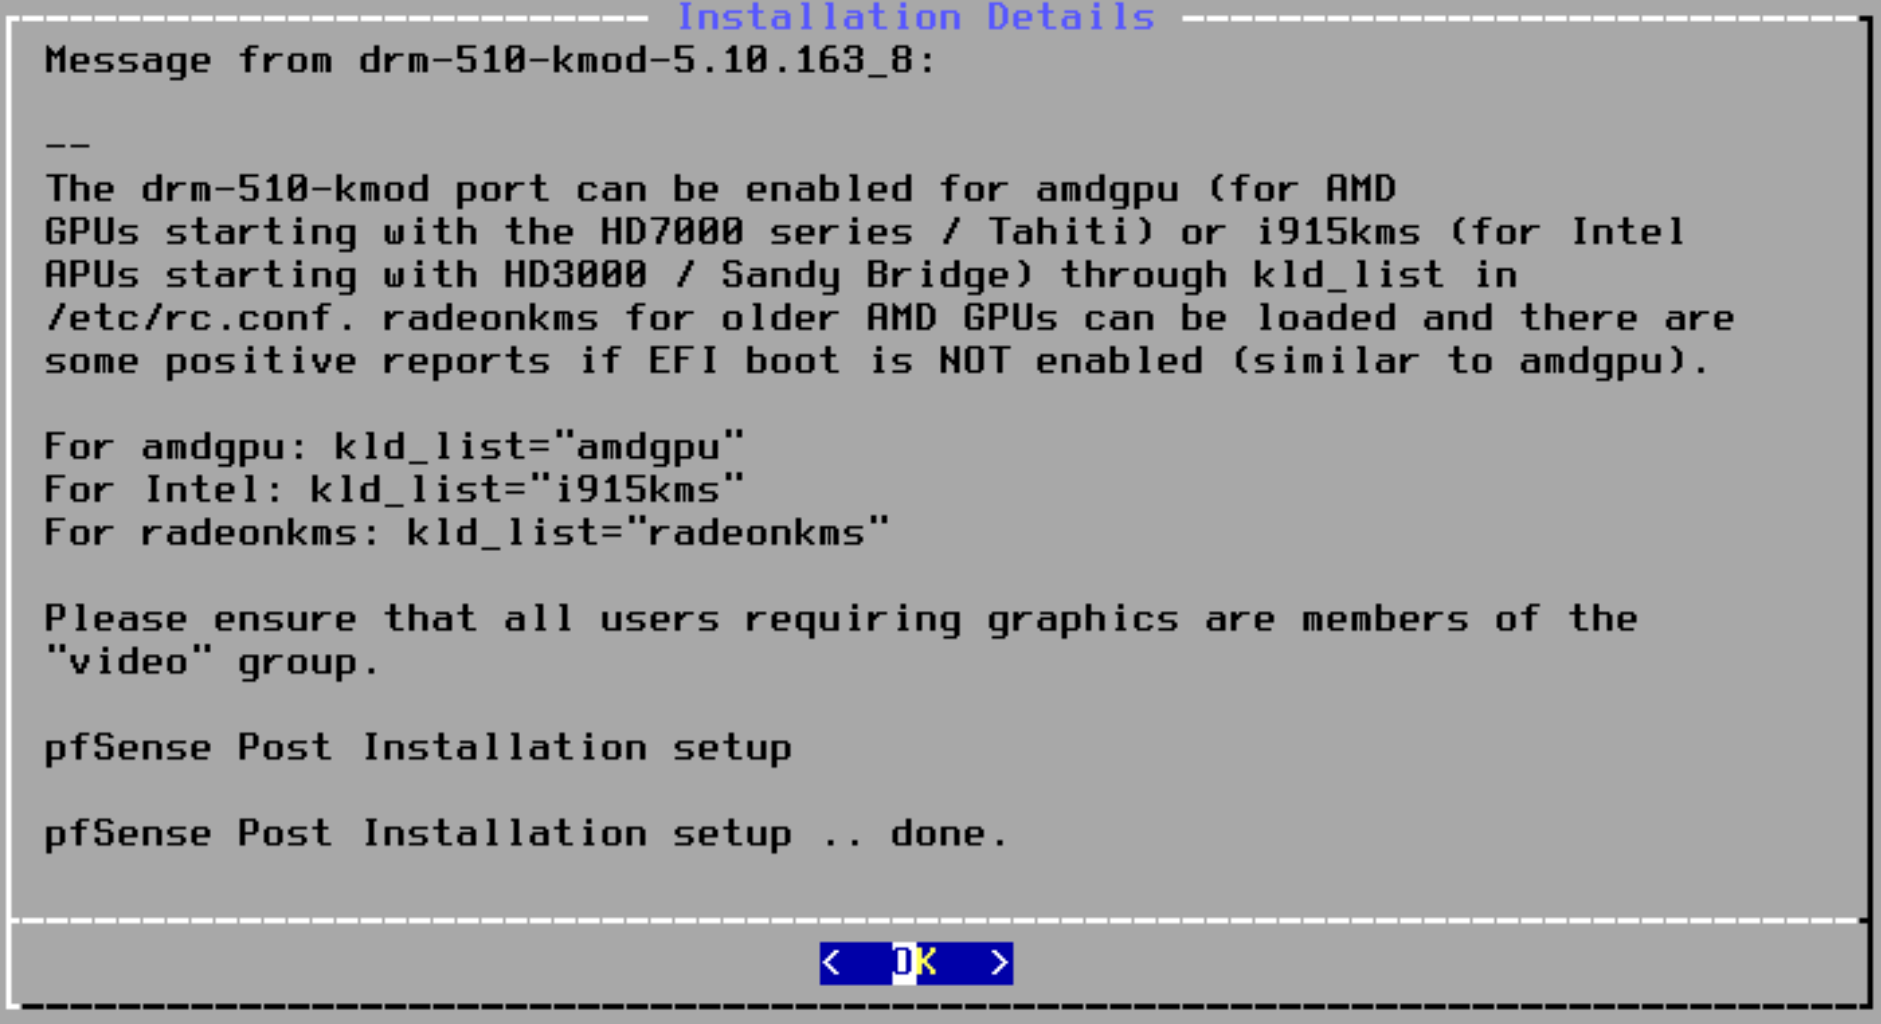 Installation Details
Message from drm-510-kmod-5.10.163_8:
--
The drm-510-kmod port can be enabled for amdgpu (for AMD
GPUs starting with the HD7000 series / Tahiti) or i915kms (for Intel
APUs starting with HD3000 / Sandy Bridge) through kld_list in
/etc/rc.conf. radeonkms for older AMD GPUs can be loaded and there are
some positive reports if EFI boot is NOT enabled (similar to amdgpu).
For amdgpu: kld_list="amdgpu"
For Intel: kld_list="i915kms"
For radeonkms: kld_list="radeonkms"
Please ensure that all users requiring graphics are members of the
"video" group.
pfSense Post Installation setup
pfSense Post Installation setup .. done.
< OK >